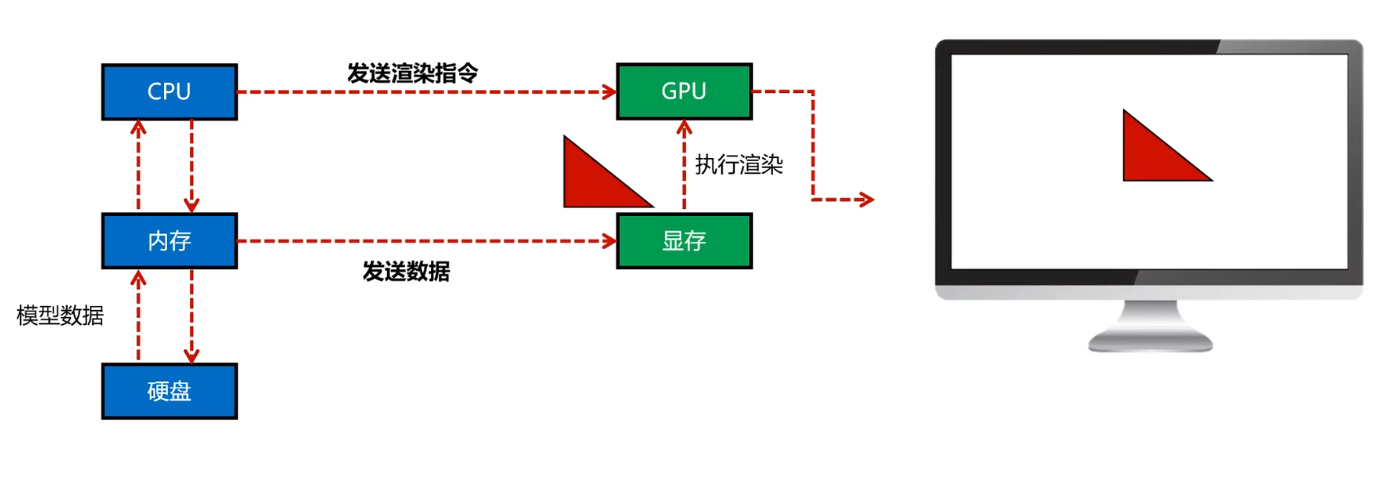 CPU
发送渲染指令
GPU
执行渲染
内存
发送数据
显存
模型数据
硬盘